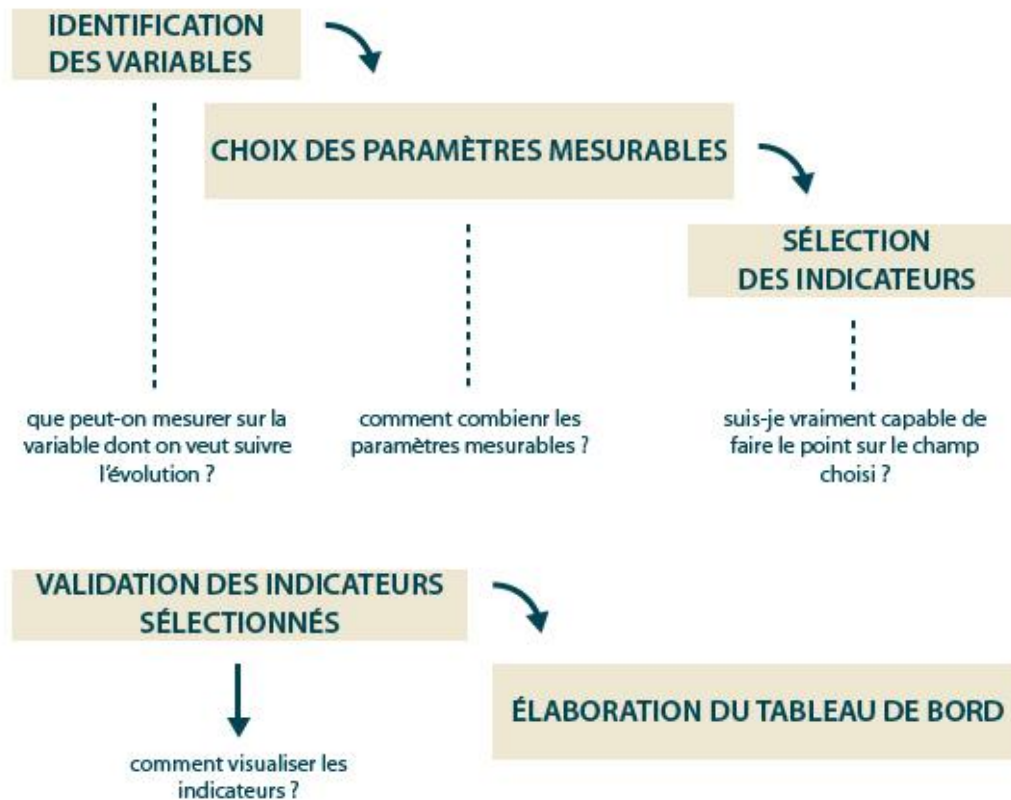 IDENTIFICATION
DES VARIABLES
CHOIX DES PARAMÈTRES MESURABLES
SÉLECTION
DES INDICATEURS
que peut-on mesurer sur la
variable dont on veut suivre
l'évolution ?
comment combienr les
paramètres mesurables ?
suis-je vraiment capable de
faire le point sur le champ
choisi ?
VALIDATION DES INDICATEURS
SÉLECTIONNÉS
ÉLABORATION DU TABLEAU DE BORD
comment visualiser les
indicateurs ?